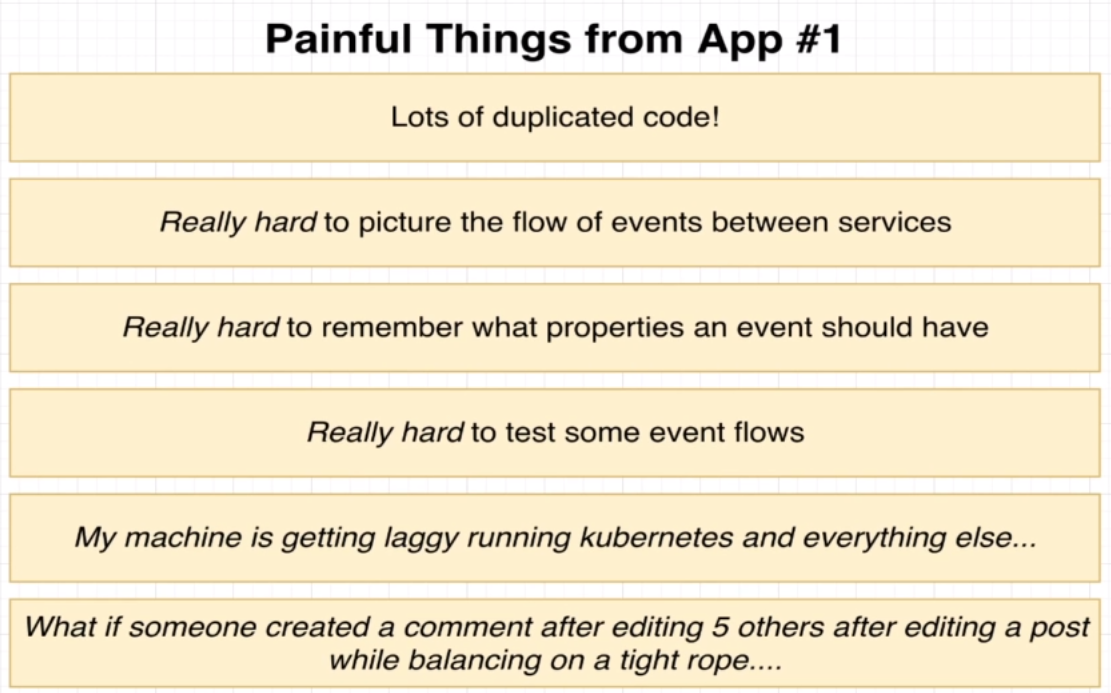 Painful Things from App #1
Lots of duplicated code!
Really hard to picture the flow of events between services
Really hard to remember what properties an event should have
Really hard to test some event flows
My machine is getting laggy running kubernetes and everything else...
What if someone created a comment after editing 5 others after editing a post
while balancing on a tight rope....